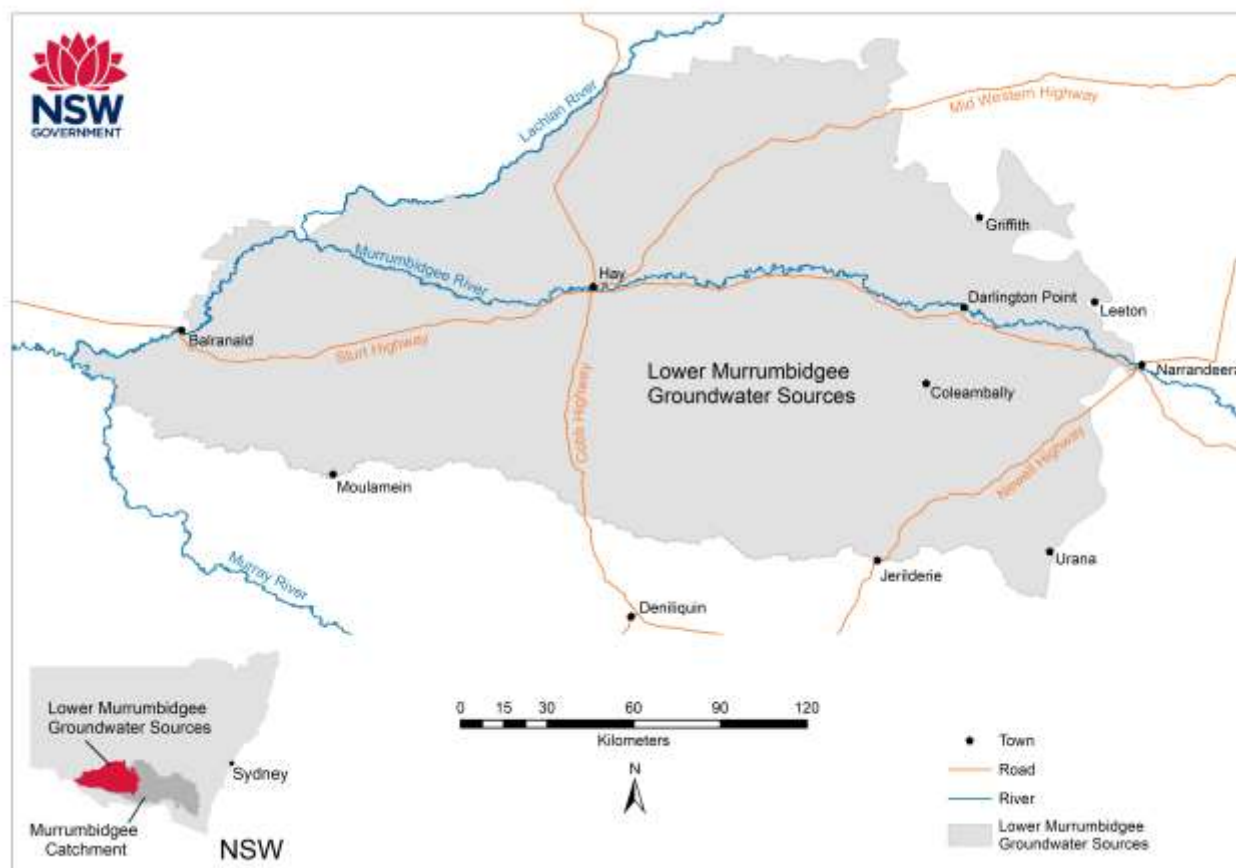 NSW
GOVERNMENT
Lachlan River
Mid Western Highway
Griffith
Murrumbidgee River
Hay
Darlington Point
Leeton
Balranald
Sturt Highway
Narrandera
Lower Murrumbidgee
Groundwater Sources
Cobb Highway
Coleambally
Newell Highway
Moulamein
Murray River
Urana
Jerilderie
Deniliquin
Lower Murrumbidgee
Groundwater Sources
Sydney
Murrumbidgee
Catchment
NSW
0 15 30 60 90 120
Kilometers
N
Town
Road
River
Lower Murrumbidgee
Groundwater Sources